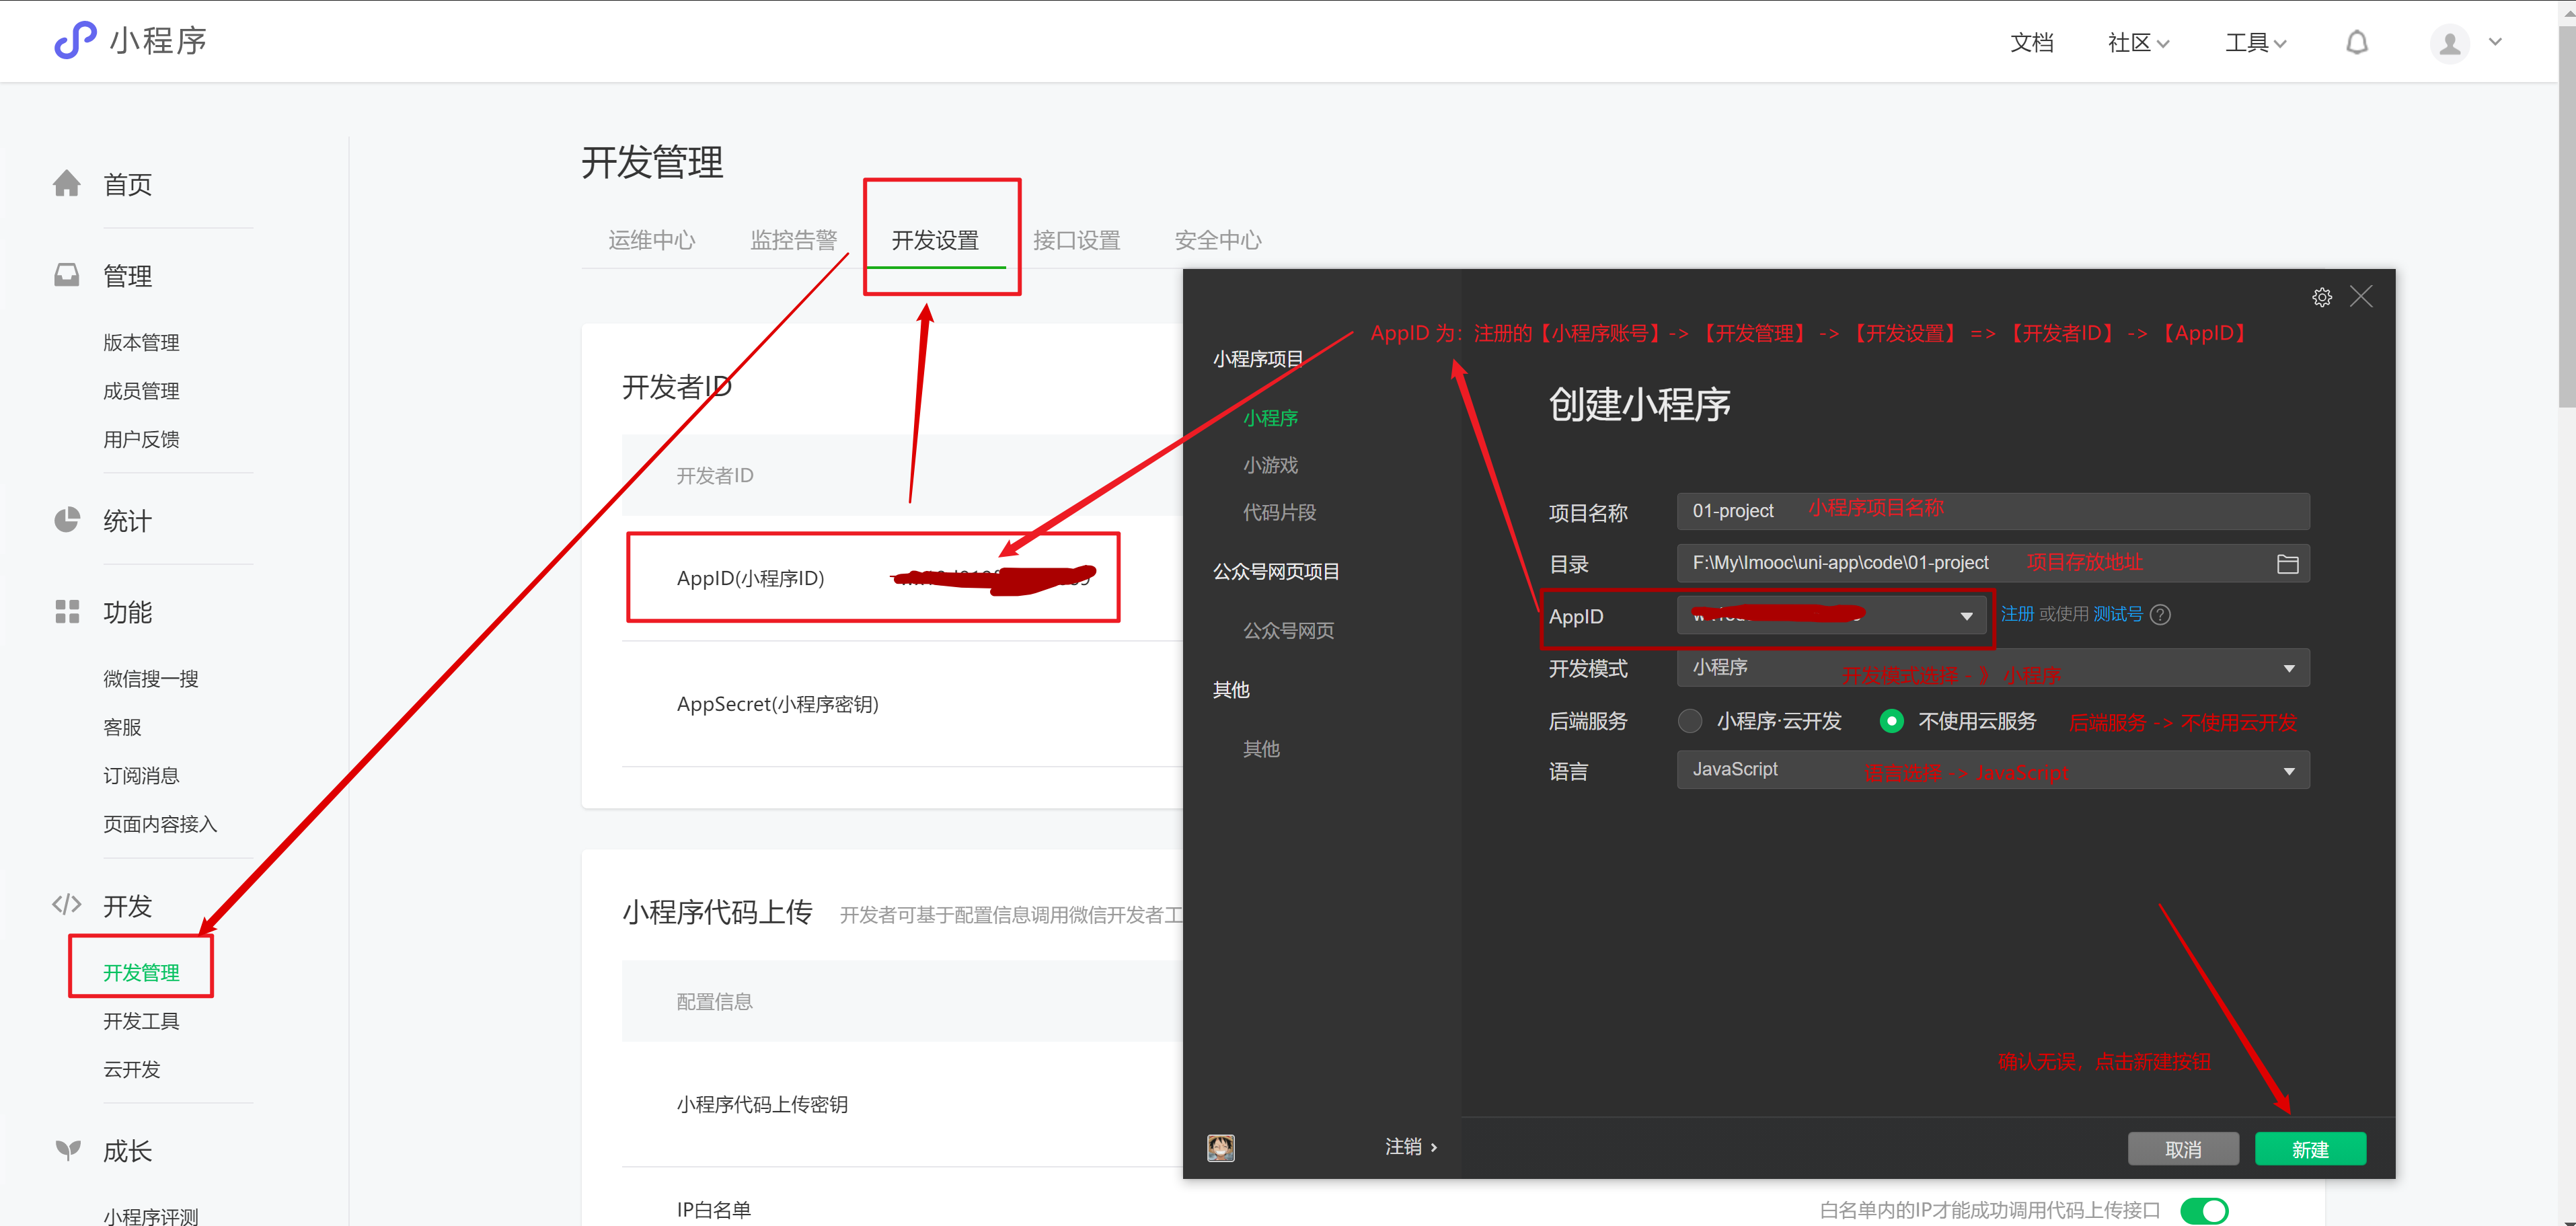 小程序
文档
社区
工具
首页
管理
版本管理
成员管理
用户反馈
统计
功能
微信搜一搜
客服
订阅消息
页面内容接入
开发
开发管理
开发工具
云开发
成长
小程序评测
开发管理
运维中心
监控告警
开发设置
接口设置
安全中心
开发者ID
开发者ID
AppID(小程序ID)
AppSecret(小程序密钥)
小程序代码上传
开发者可基于配置信息调用微信开发者工
配置信息
小程序代码上传密钥
IP白名单
白名单内的IP才能成功调用代码上传接口
AppID 为：注册的【小程序账号】-> 【开发管理】 -> 【开发设置】 => 【开发者ID】 -> 【AppID】
小程序项目
小程序
小游戏
代码片段
公众号网页项目
公众号网页
其他
其他
注销 ›
创建小程序
项目名称
01-project
小程序项目名称
目录
F:\My\Imooc\uni-app\code\01-project
项目存放地址
AppID
注册 或使用 测试号 ?
开发模式
小程序
开发模式选择 - 》 小程序
后端服务
小程序·云开发
不使用云服务
后端服务 -> 不使用云开发
语言
JavaScript
语言选择 -> JavaScript
确认无误，点击新建按钮
取消
新建